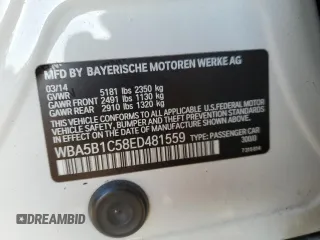 MFD BY BAYERISCHE MOTOREN WERKE AG
03/14
GVWR 5181 lbs 2350 kg
GAWR FRONT 2491 lbs 1130 kg
GAWR REAR 2910 lbs 1320 kg
THIS VEHICLE CONFORMS TO ALL APPLICABLE
FEDERAL MOTOR VEHICLE SAFETY, BUMPER, AND
THEFT PREVENTION STANDARDS IN EFFECT ON THE
DATE OF MANUFACTURE SHOWN ABOVE.
WBA5B1C58ED481559
TYPE: PASSENGER CAR
DREAMBID